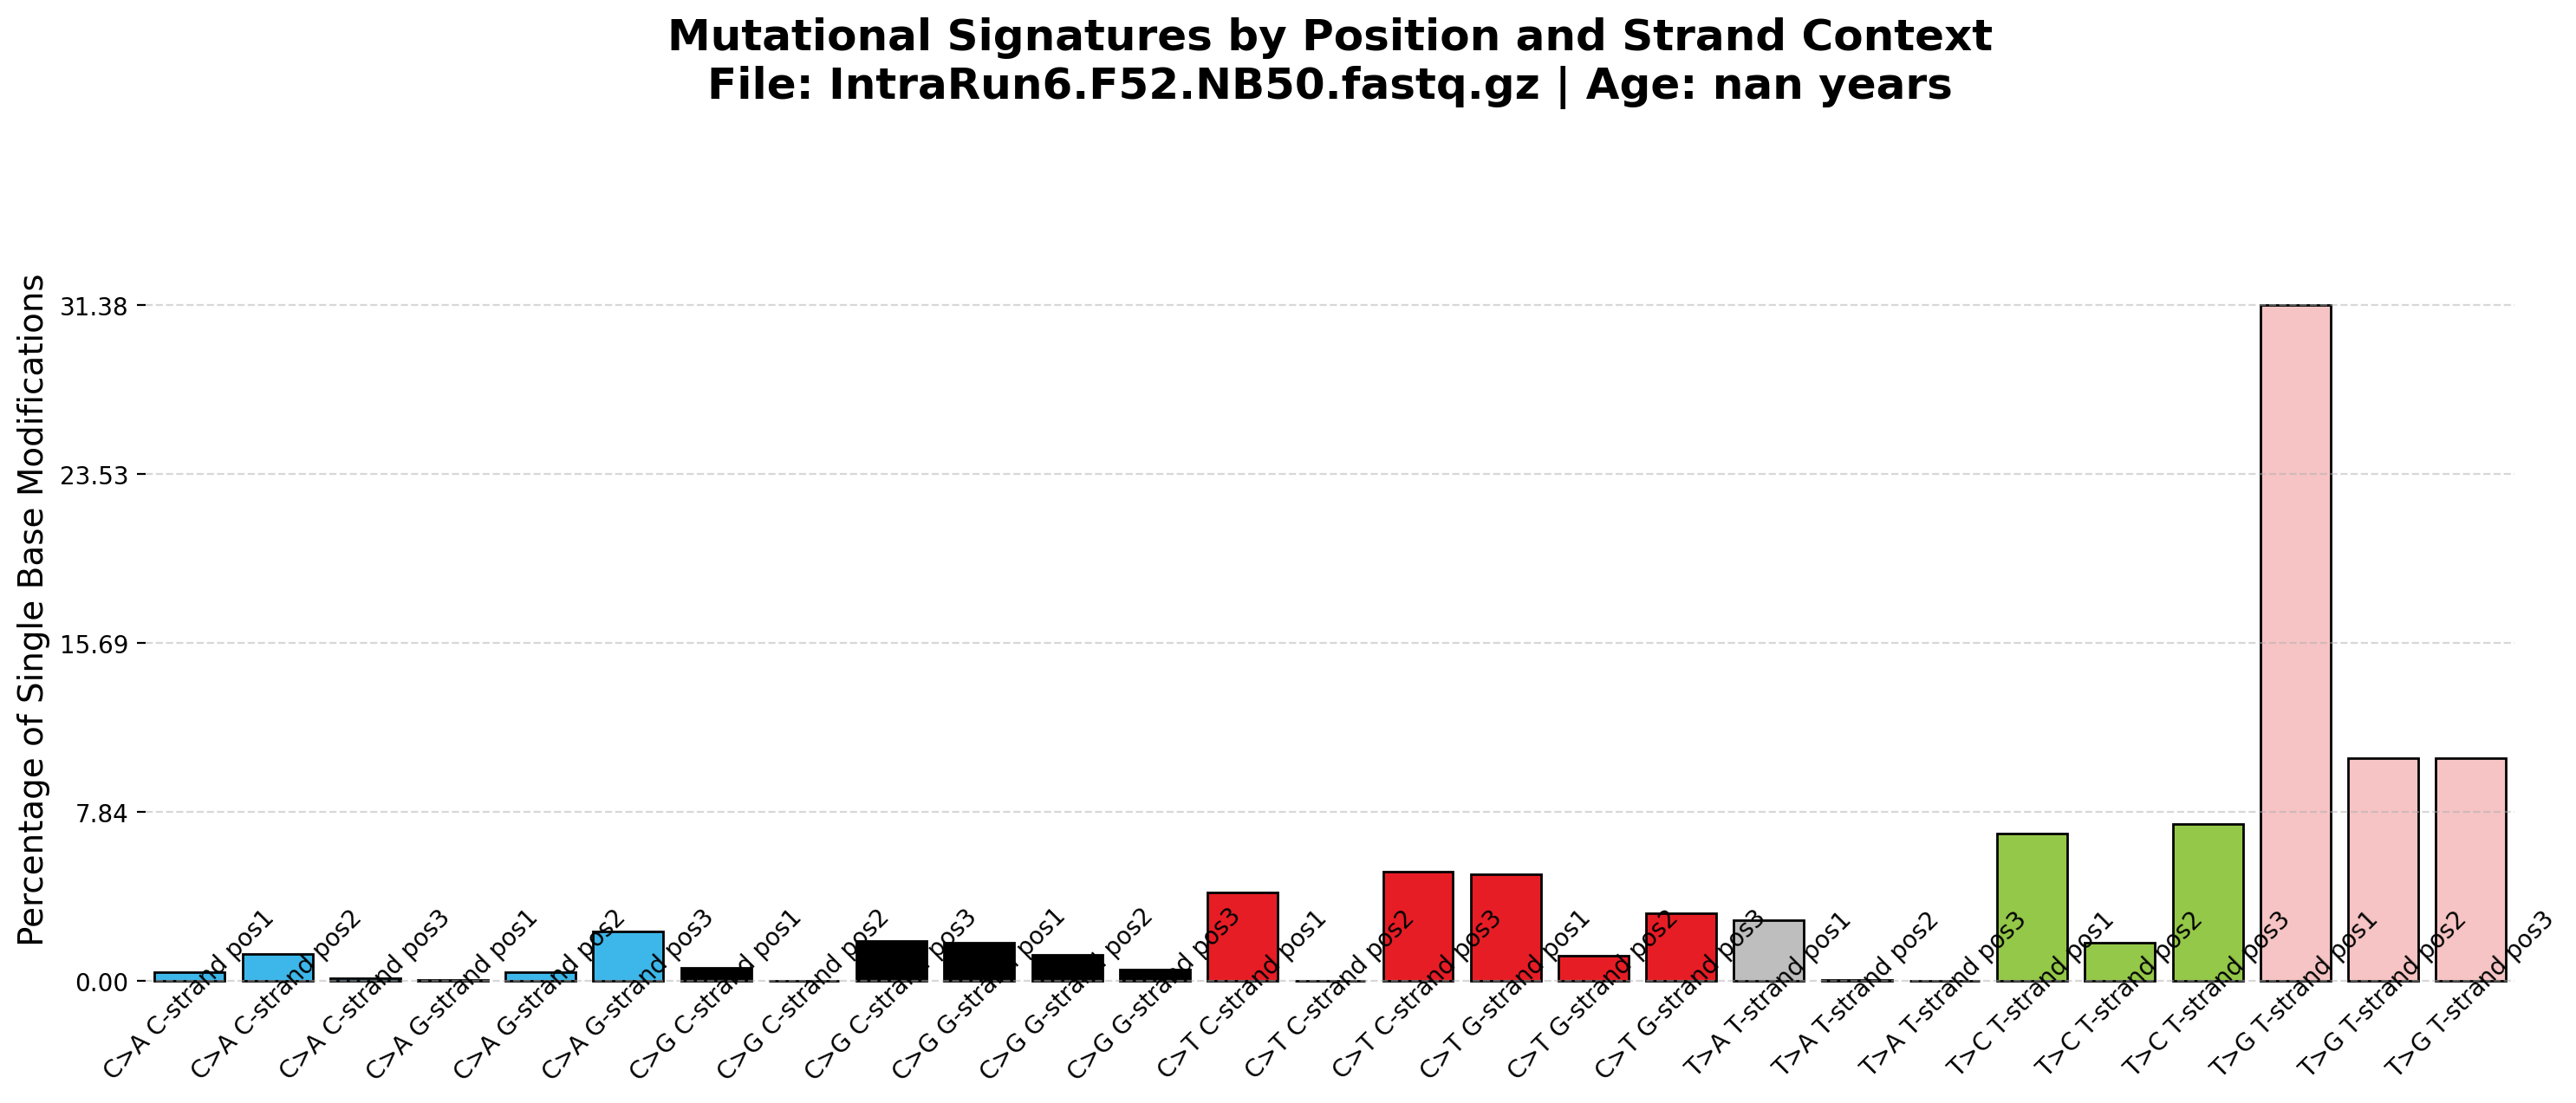 Mutational Signatures by Position and Strand Context
File: IntraRun6.F52.NB50.fastq.gz | Age: nan years
Percentage of Single Base Modifications
31.38
23.53
15.69
7.84
0.00
C>A C-strand pos1
C>A C-strand pos2
C>A C-strand pos3
C>A G-strand pos1
C>A G-strand pos2
C>A G-strand pos3
C>G C-strand pos1
C>G C-strand pos2
C>G C-strand pos3
C>G G-strand pos1
C>G G-strand pos2
C>G G-strand pos3
C>T C-strand pos1
C>T C-strand pos2
C>T C-strand pos3
C>T G-strand pos1
C>T G-strand pos2
C>T G-strand pos3
T>A T-strand pos1
T>A T-strand pos2
T>A T-strand pos3
T>C T-strand pos1
T>C T-strand pos2
T>C T-strand pos3
T>G T-strand pos1
T>G T-strand pos2
T>G T-strand pos3